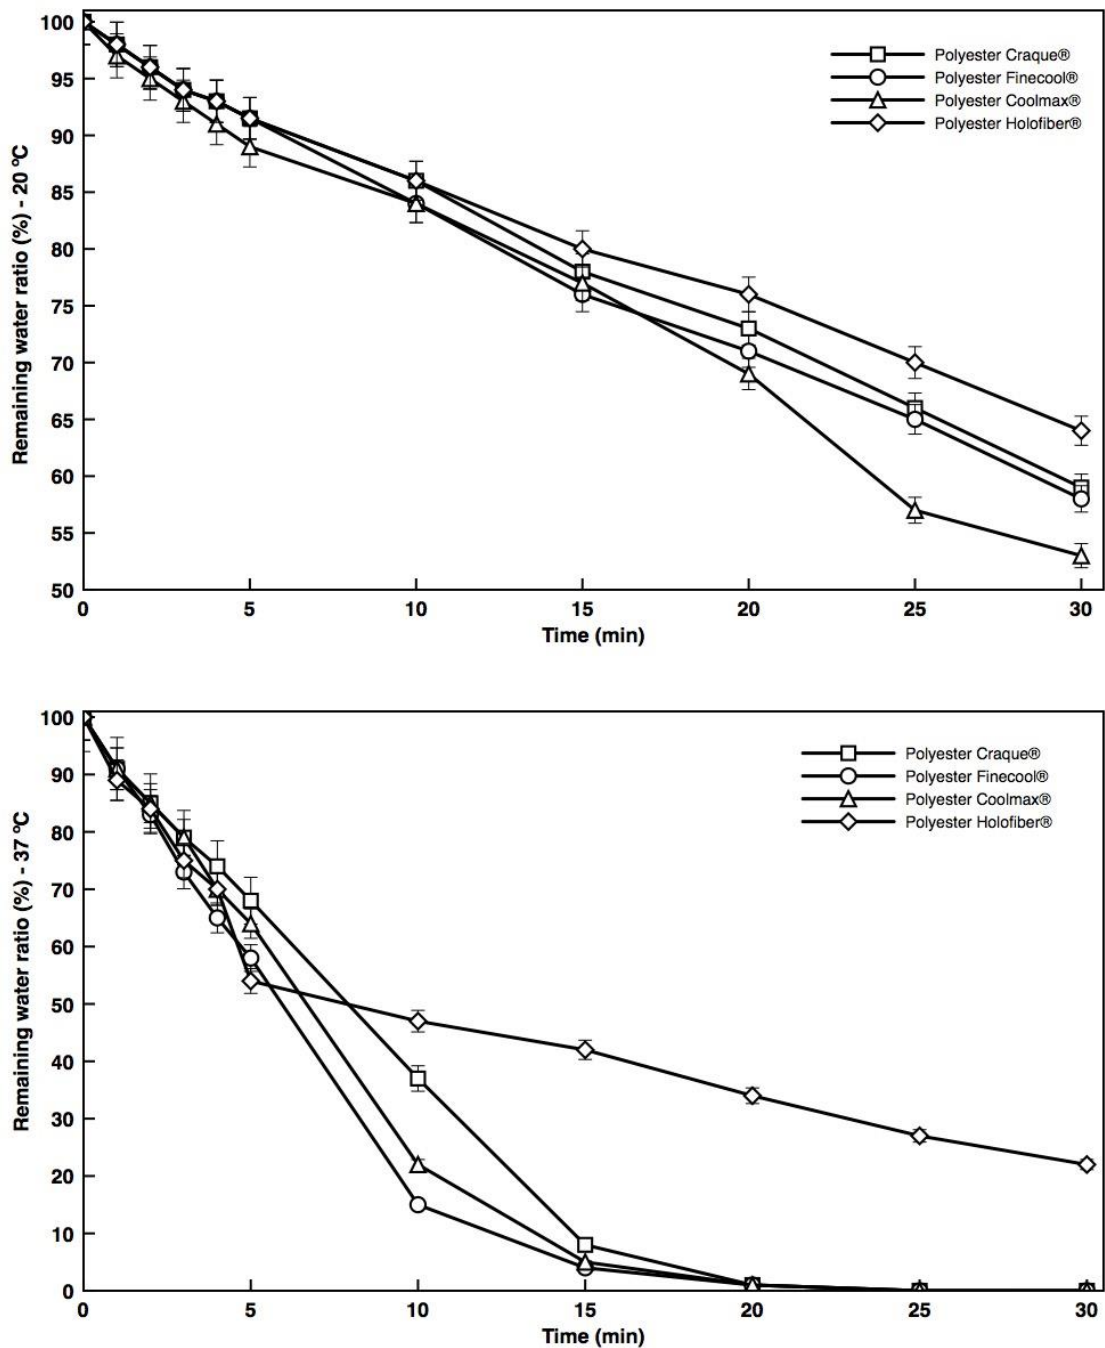 Remaining water ratio (%) - 20 ºC
100
95
90
85
80
75
70
65
60
55
50
Polyester Craque®
Polyester Finecool®
Polyester Coolmax®
Polyester Holofiber®
0 5 10 15 20 25 30
Time (min)
Remaining water ratio (%) - 37 ºC
100
90
80
70
60
50
40
30
20
10
0
Polyester Craque®
Polyester Finecool®
Polyester Coolmax®
Polyester Holofiber®
0 5 10 15 20 25 30
Time (min)